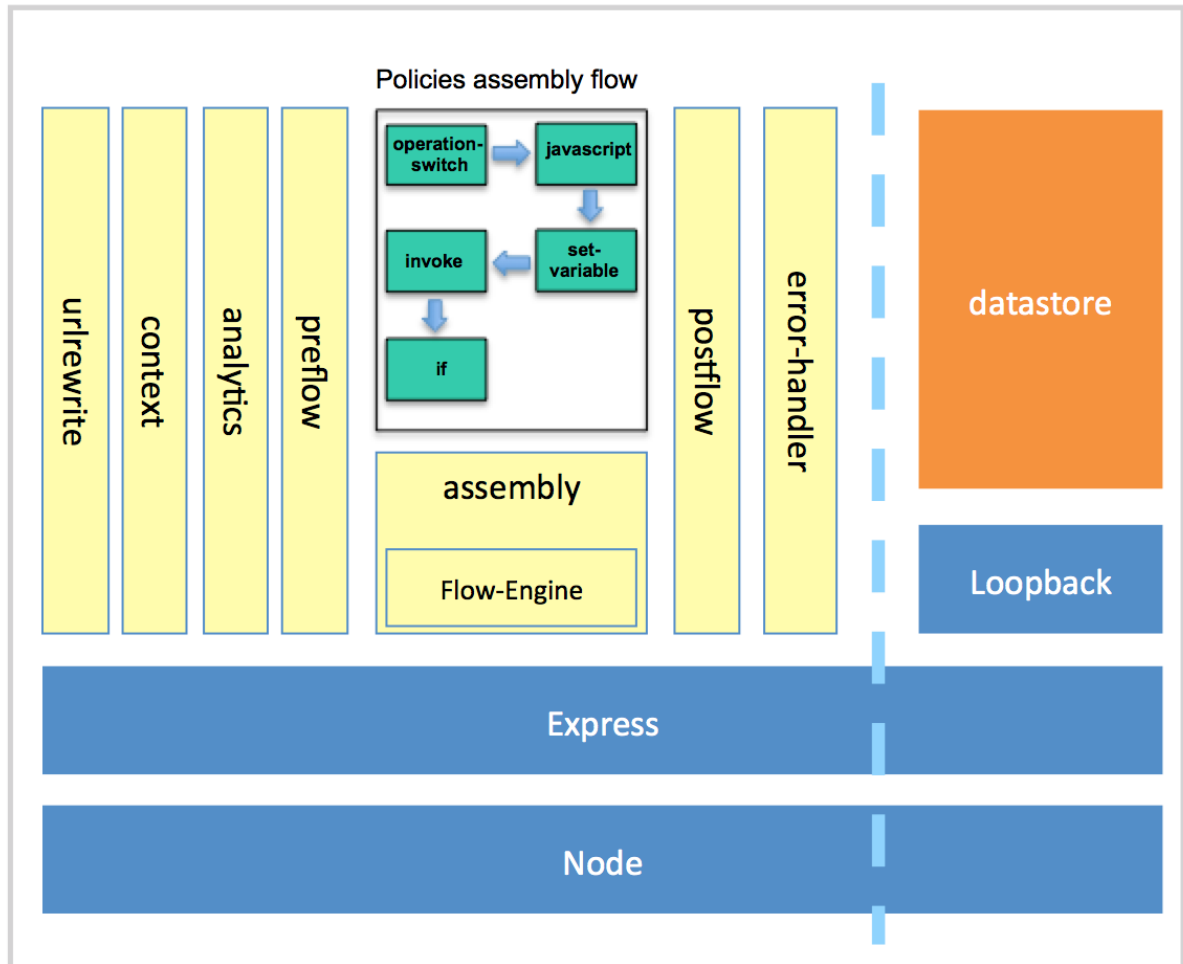 Policies assembly flow
operation-
switch
javascript
invoke
set-
variable
if
urlrewrite
context
analytics
preflow
assembly
Flow-Engine
postflow
error-handler
datastore
Loopback
Express
Node